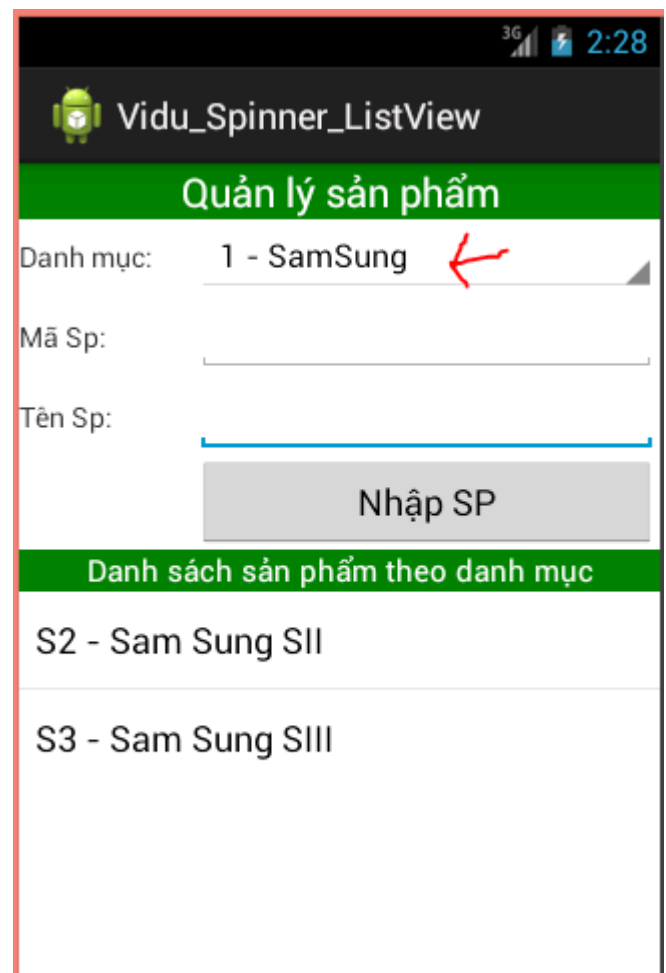 3G 2:28
Vidu_Spinner_ListView
Quản lý sản phẩm
Danh mục: 1 - SamSung
Mã Sp:
Tên Sp:
Nhập SP
Danh sách sản phẩm theo danh mục
S2 - Sam Sung SII
S3 - Sam Sung SIII